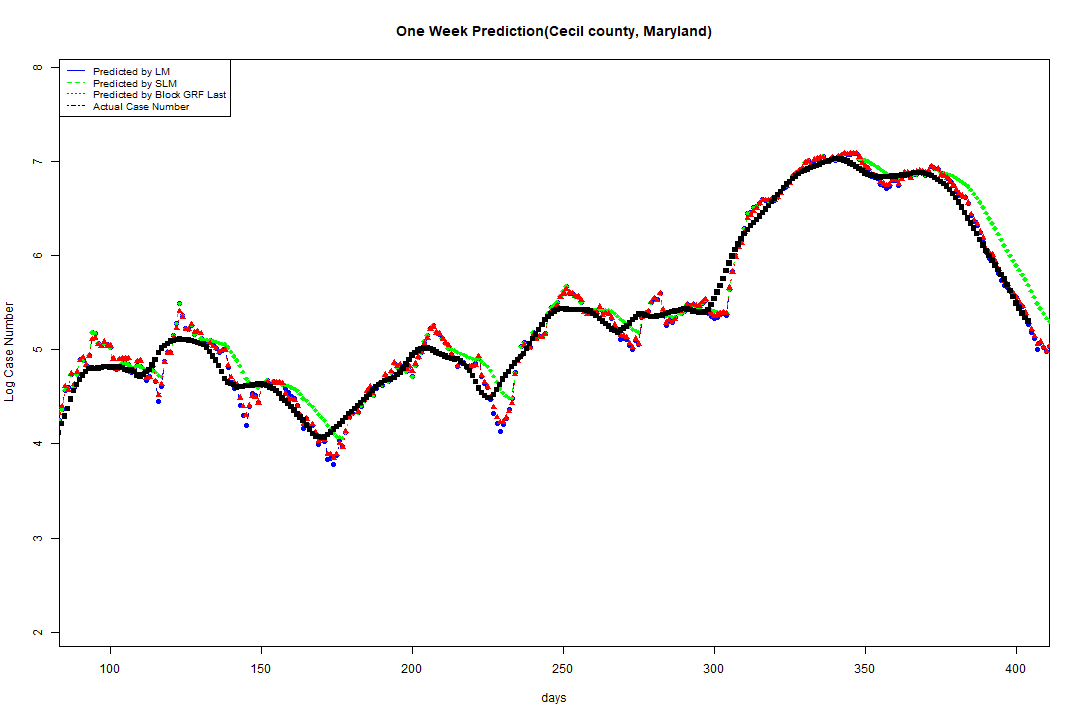 One Week Prediction(Cecil county, Maryland)
Predicted by LM
Predicted by SLM
Predicted by Block GRF Last
Actual Case Number
8
7
6
5
4
3
2
Log Case Number
100 150 200 250 300 350 400
days